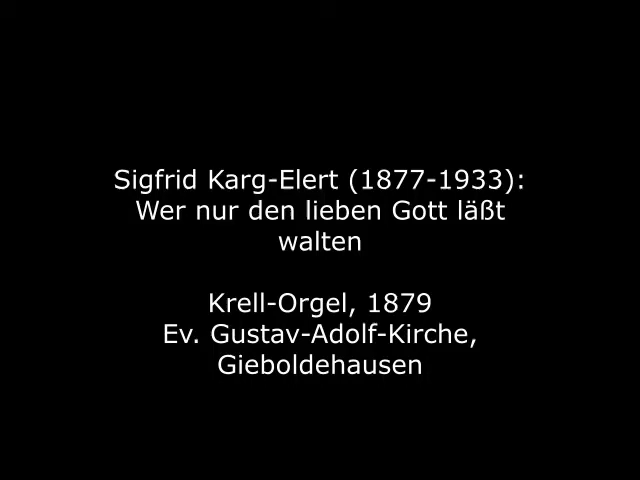 Sigfrid Karg-Elert (1877-1933):
Wer nur den lieben Gott läßt
walten
Krell-Orgel, 1879
Ev. Gustav-Adolf-Kirche,
Gieboldehausen